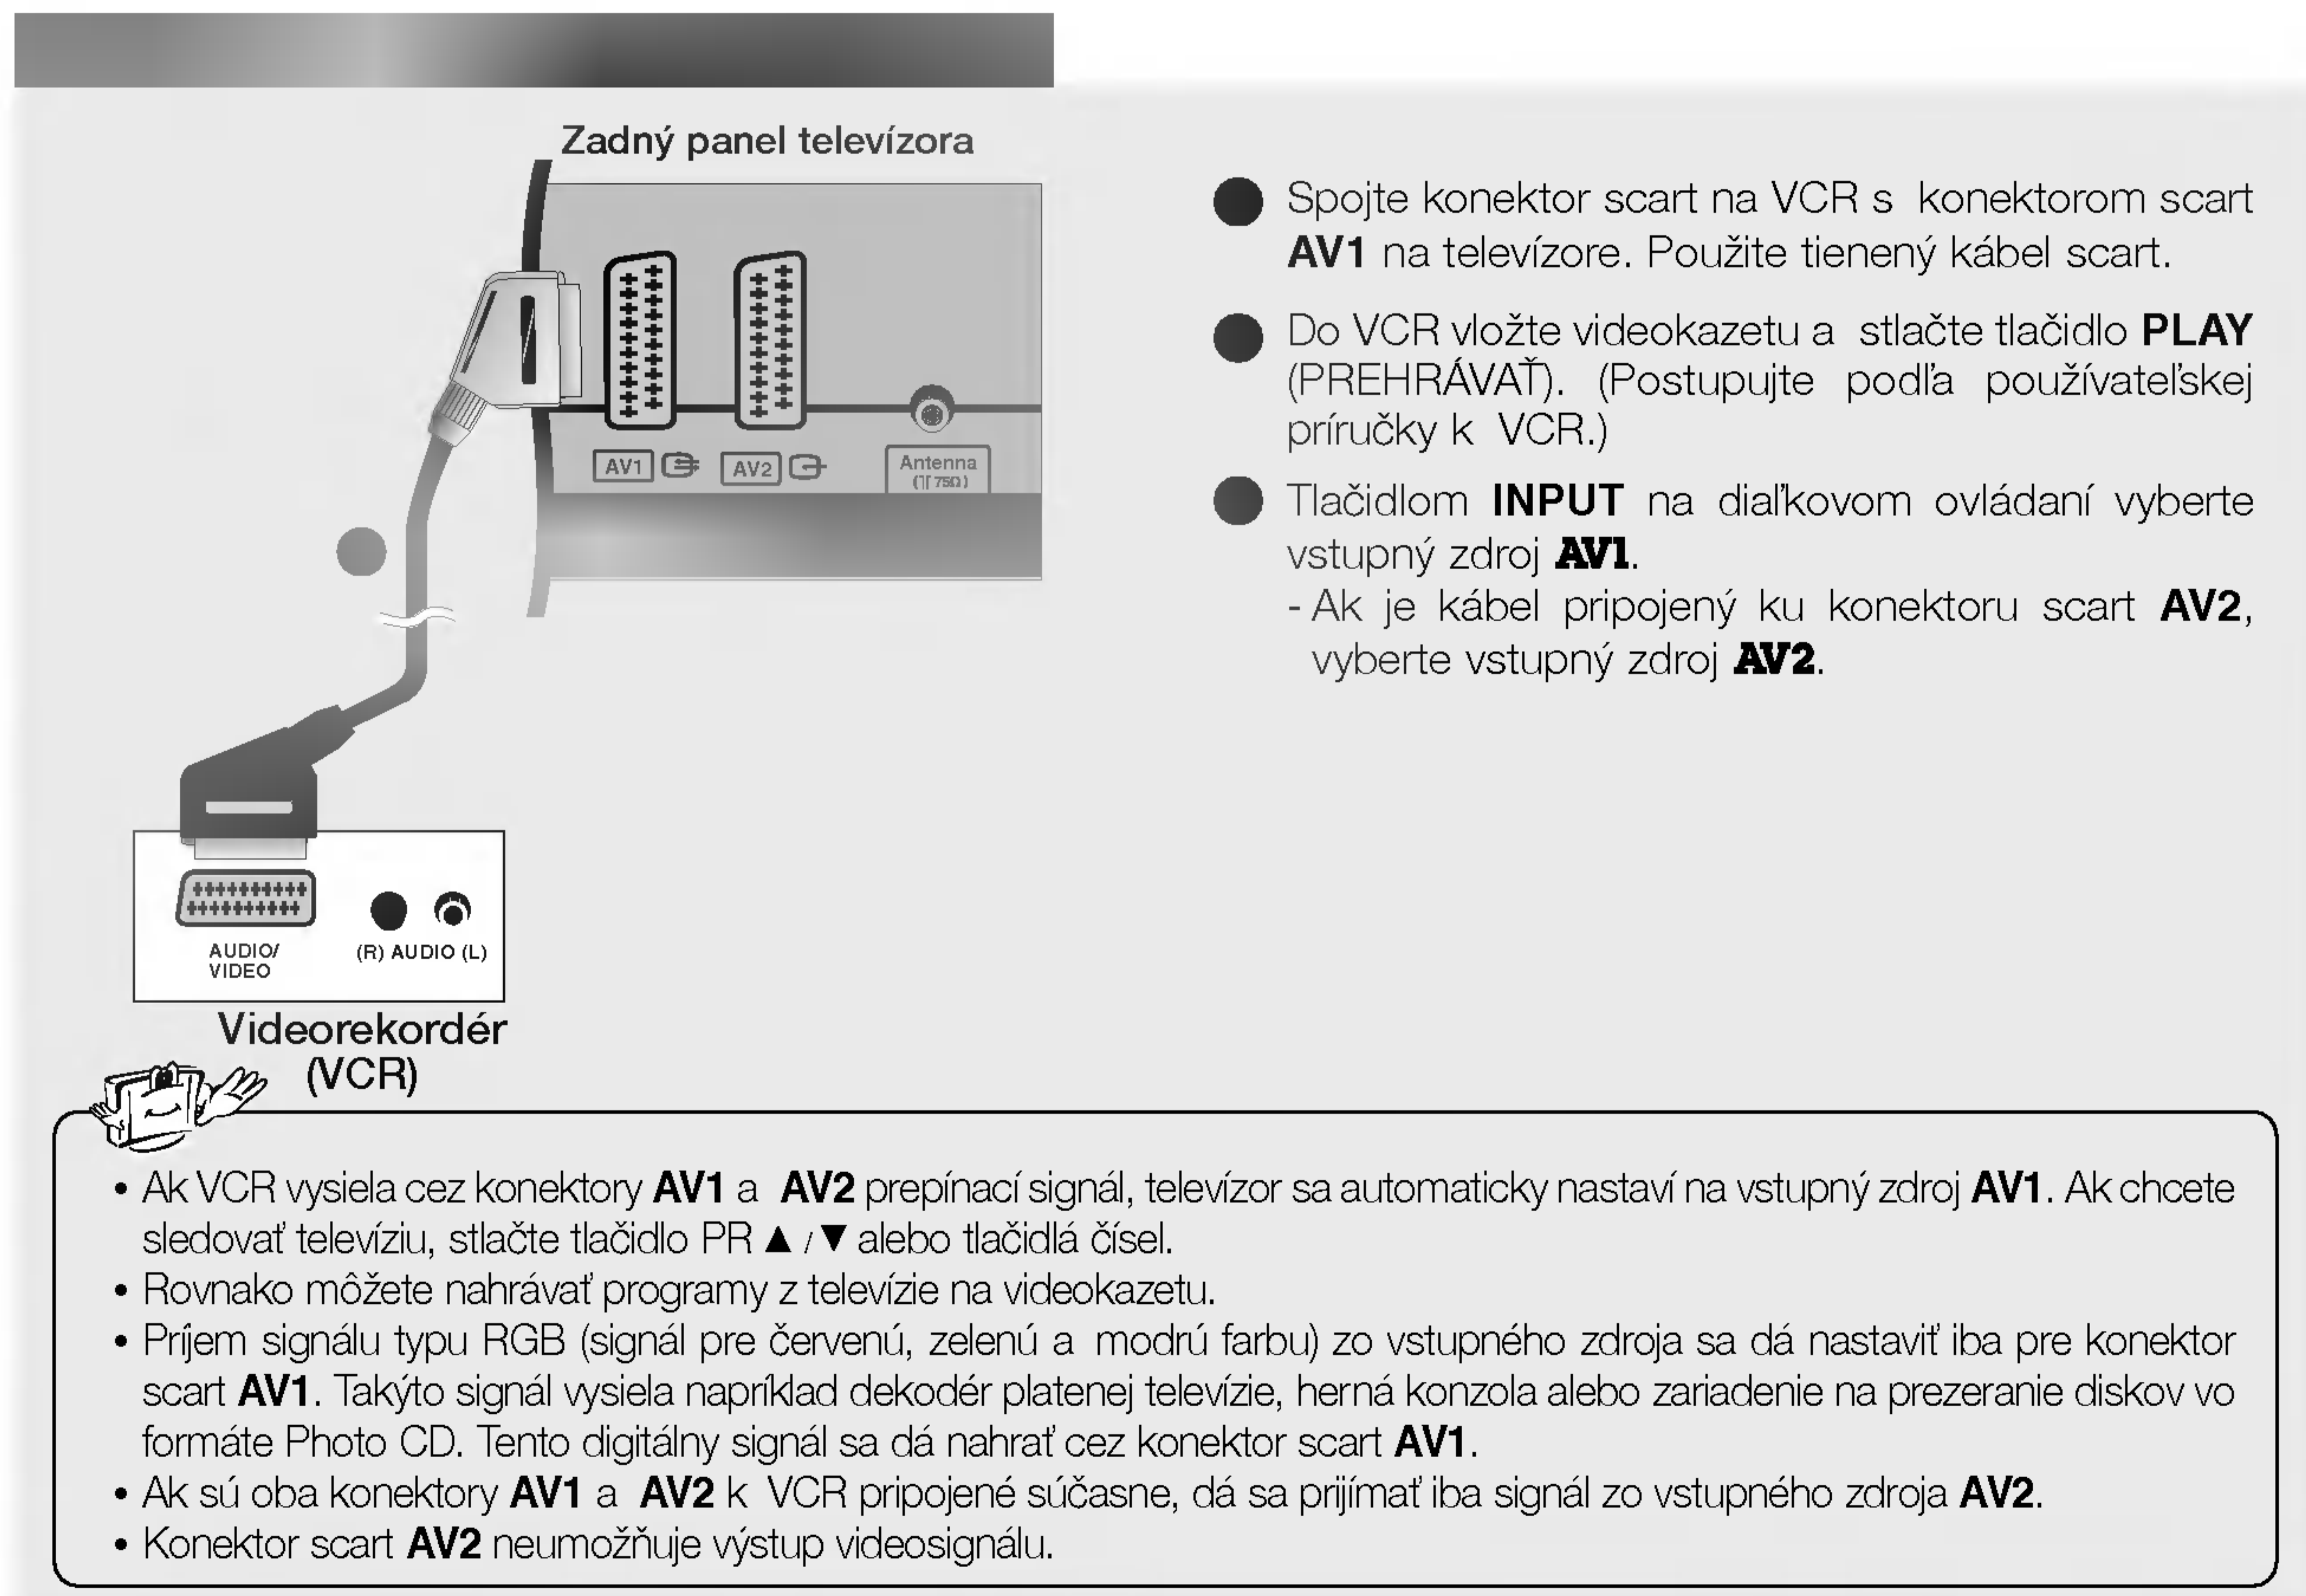 Zadný panel televízora
AV1
AV2
Antenna
( 75Ω)
AUDIO/
VIDEO
(R) AUDIO (L)
Videorekordér
(VCR)
Spojte konektor scart na VCR s konektorom scart
AV1 na televízore. Použite tienený kábel scart.
Do VCR vložte videokazetu a stlačte tlačidlo PLAY
(PREHRÁVAŤ). (Postupujte podľa používateľskej
príručky k VCR.)
Tlačidlom INPUT na diaľkovom ovládaní vyberte
vstupný zdroj AV1.
- Ak je kábel pripojený ku konektoru scart AV2,
vyberte vstupný zdroj AV2.
• Ak VCR vysiela cez konektory AV1 a AV2 prepínací signál, televízor sa automaticky nastaví na vstupný zdroj AV1. Ak chcete
sledovať televíziu, stlačte tlačidlo PR ▲ / ▼ alebo tlačidlá čísel.
• Rovnako môžete nahrávať programy z televízie na videokazetu.
• Príjem signálu typu RGB (signál pre červenú, zelenú a modrú farbu) zo vstupného zdroja sa dá nastaviť iba pre konektor
scart AV1. Takýto signál vysiela napríklad dekodér platenej televízie, herná konzola alebo zariadenie na prezeranie diskov vo
formáte Photo CD. Tento digitálny signál sa dá nahrať cez konektor scart AV1.
• Ak sú oba konektory AV1 a AV2 k VCR pripojené súčasne, dá sa prijímať iba signál zo vstupného zdroja AV2.
• Konektor scart AV2 neumožňuje výstup videosignálu.